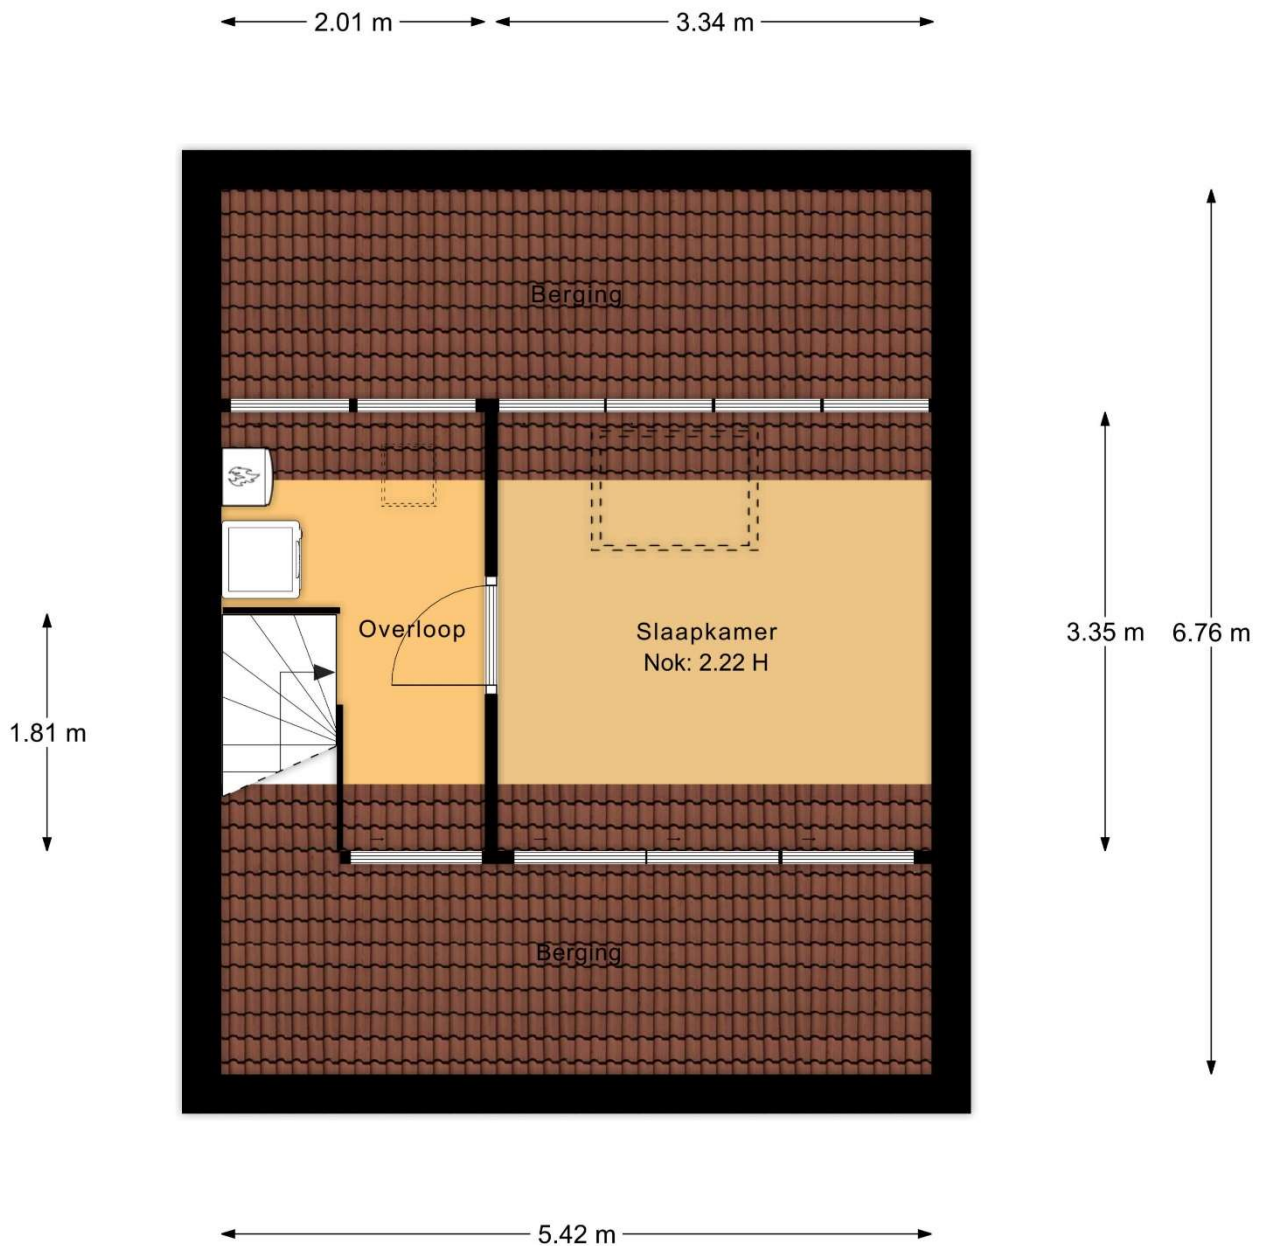 2.01 m
3.34 m
Berging
Overloop
Slaapkamer
Nok: 2.22 H
3.35 m
6.76 m
1.81 m
Berging
5.42 m